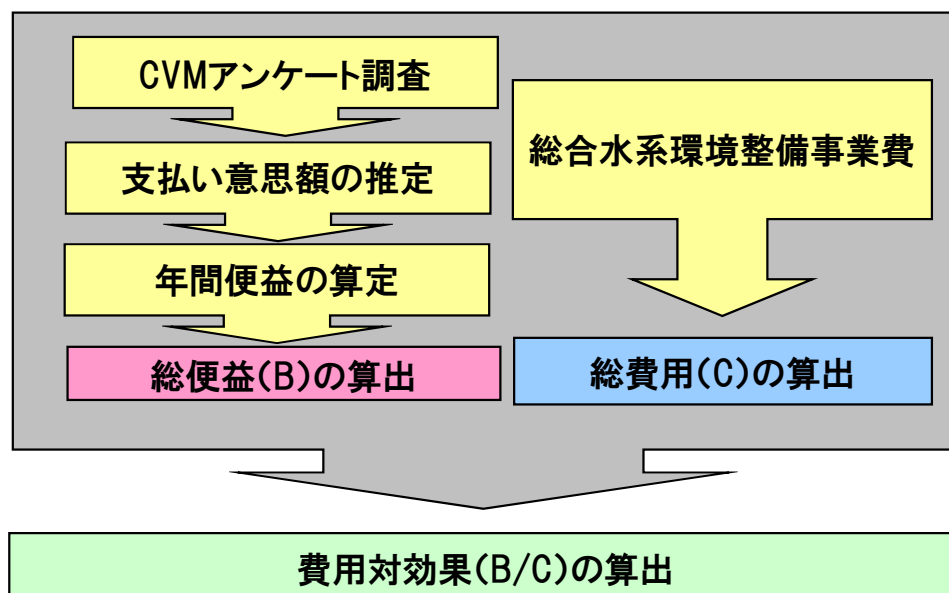 CVMアンケート調査
支払い意思額の推定
年間便益の算定
総便益(B)の算出
総合水系環境整備事業費
総費用(C)の算出
費用対効果(B/C)の算出